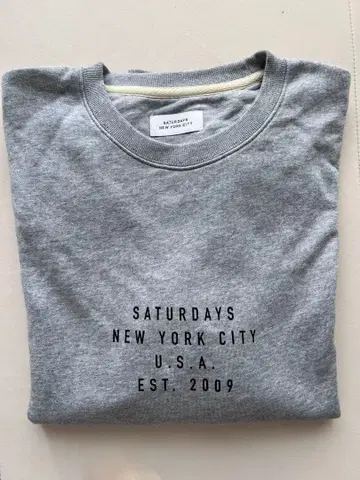 SATURDAYS
NEW YORK CITY
SATURDAYS
NEW YORK CITY
U.S.A.
EST. 2009